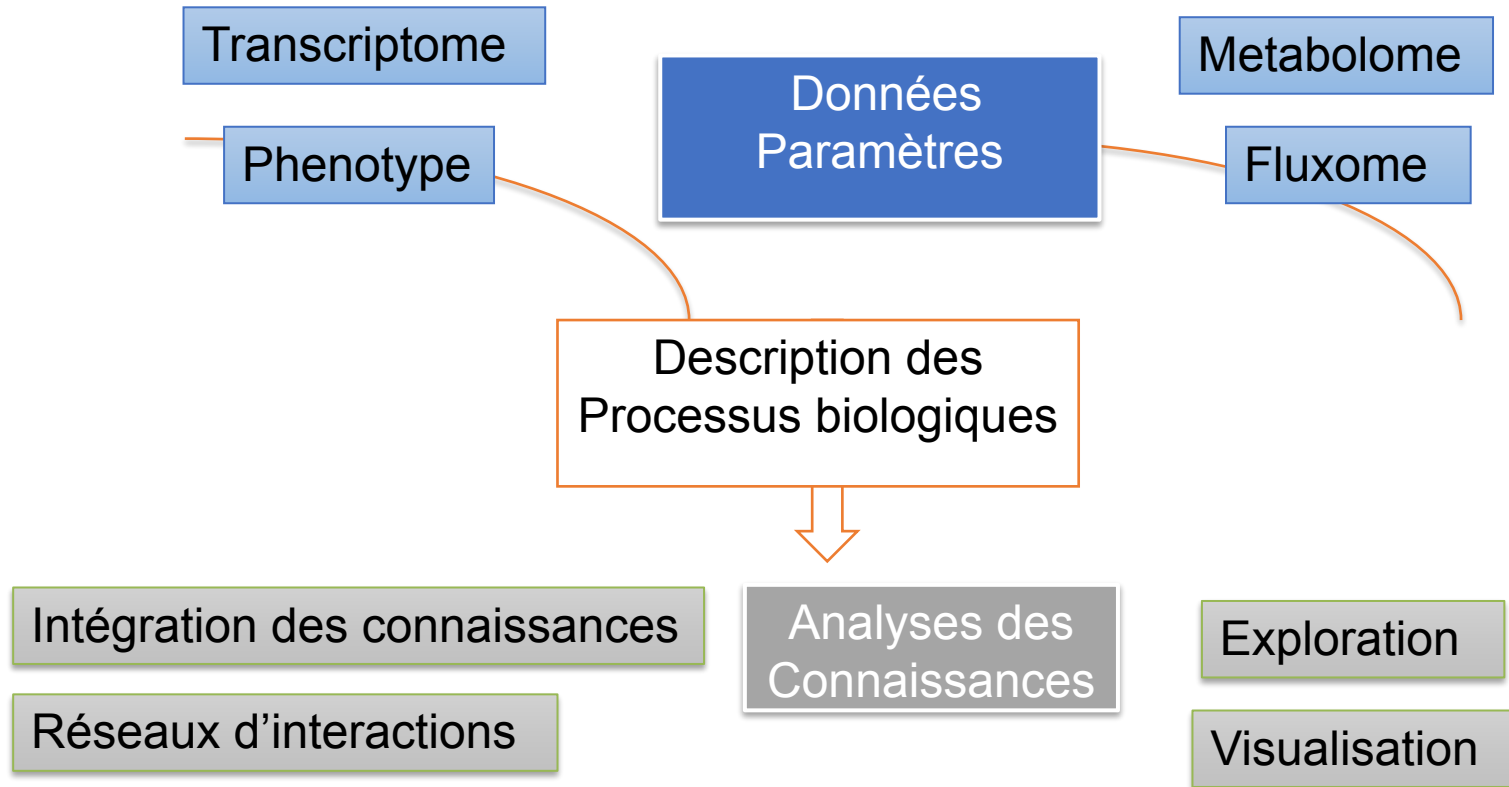 Transcriptome
Données
Paramètres
Metabolome
Phenotype
Fluxome
Description des
Processus biologiques
Intégration des connaissances
Analyses des
Connaissances
Exploration
Réseaux d’interactions
Visualisation